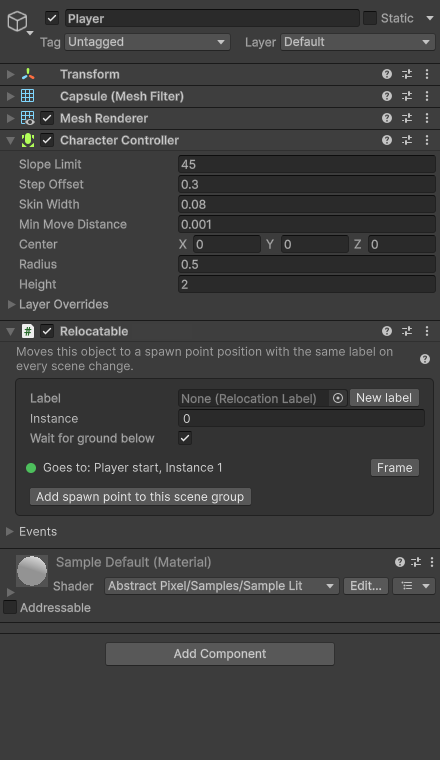 Player
Static
Tag Untagged Layer Default
Transform
Capsule (Mesh Filter)
Mesh Renderer
Character Controller
Slope Limit 45
Step Offset 0.3
Skin Width 0.08
Min Move Distance 0.001
Center X 0 Y 0 Z 0
Radius 0.5
Height 2
Layer Overrides
# Relocatable
Moves this object to a spawn point position with the same label on
every scene change.
Label None (Relocation Label) New label
Instance 0
Wait for ground below
Goes to: Player start, Instance 1 Frame
Add spawn point to this scene group
Events
Sample Default (Material)
Shader Abstract Pixel/Samples/Sample Lit Edit...
Addressable
Add Component